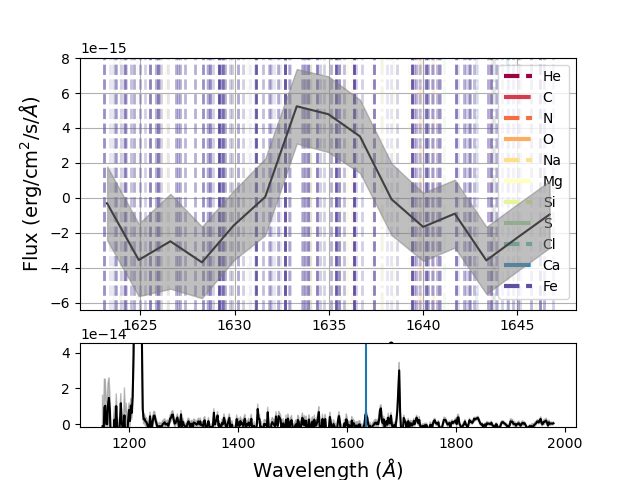 1e−15
8
6
4
2
0
−2
−4
−6
Flux (erg/cm²/s/Å)
He
C
N
O
Na
Mg
Si
S
Cl
Ca
Fe
1625 1630 1635 1640 1645
1e−14
4
2
0
1200 1400 1600 1800 2000
Wavelength (Å)